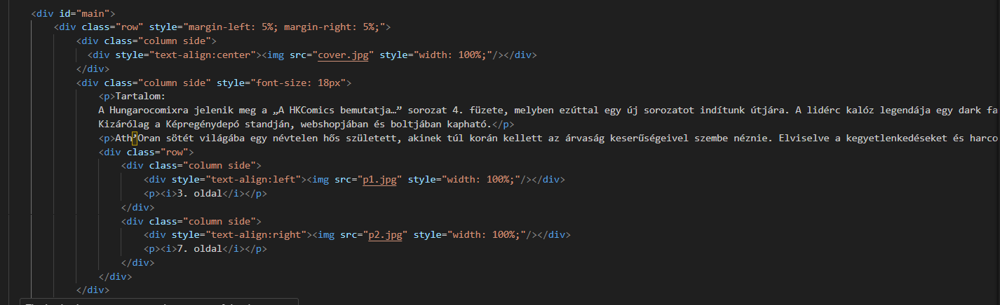 <div id="main">
<div class="row" style="margin-left: 5%; margin-right: 5%;">
<div class="column side">
<div style="text-align:center"><img src="cover.jpg" style="width: 100%;"/></div>
</div>
<div class="column side" style="font-size: 18px">
<p>Tartalom:
A Hungarocomixra jelenik meg a „A HKComics bemutatja…” sorozat 4. füzete, melyben ezúttal egy új sorozatot indítunk útjára. A lidérc kalóz legendája egy dark fa
Kizárólag a Képregénydepó standján, webshopjában és boltjában kapható.</p>
<p>Ath’Oran sötét világába egy névtelen hős született, akinek túl korán kellett az árvaság keserűségeivel szembe néznie. Elviselve a kegyetlenkedéseket és harco
<div class="row">
<div class="column side">
<div style="text-align:left"><img src="p1.jpg" style="width: 100%;"/></div>
<p><i>3. oldal</i></p>
</div>
<div class="column side">
<div style="text-align:right"><img src="p2.jpg" style="width: 100%;"/></div>
<p><i>7. oldal</i></p>
</div>
</div>
</div>